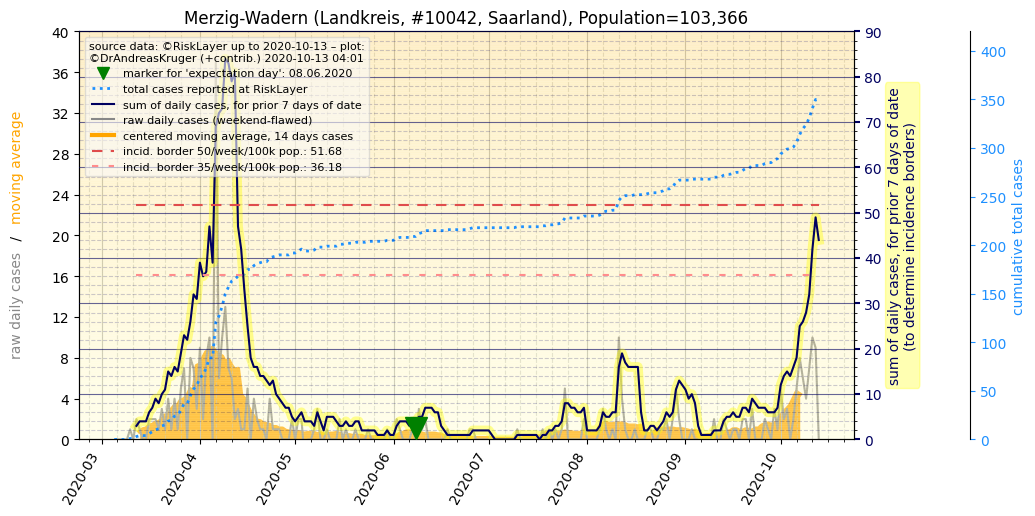 Merzig-Wadern (Landkreis, #10042, Saarland), Population=103,366
source data: ©RiskLayer up to 2020-10-13 – plot:
©DrAndreasKruger (+contrib.) 2020-10-13 04:01
marker for 'expectation day': 08.06.2020
total cases reported at RiskLayer
sum of daily cases, for prior 7 days of date
raw daily cases (weekend-flawed)
centered moving average, 14 days cases
incid. border 50/week/100k pop.: 51.68
incid. border 35/week/100k pop.: 36.18
raw daily cases / moving average
40
36
32
28
24
20
16
12
8
4
0
90
80
70
60
50
40
30
20
10
0
sum of daily cases, for prior 7 days of date
(to determine incidence borders)
400
350
300
250
200
150
100
50
0
cumulative total cases
2020-03
2020-04
2020-05
2020-06
2020-07
2020-08
2020-09
2020-10